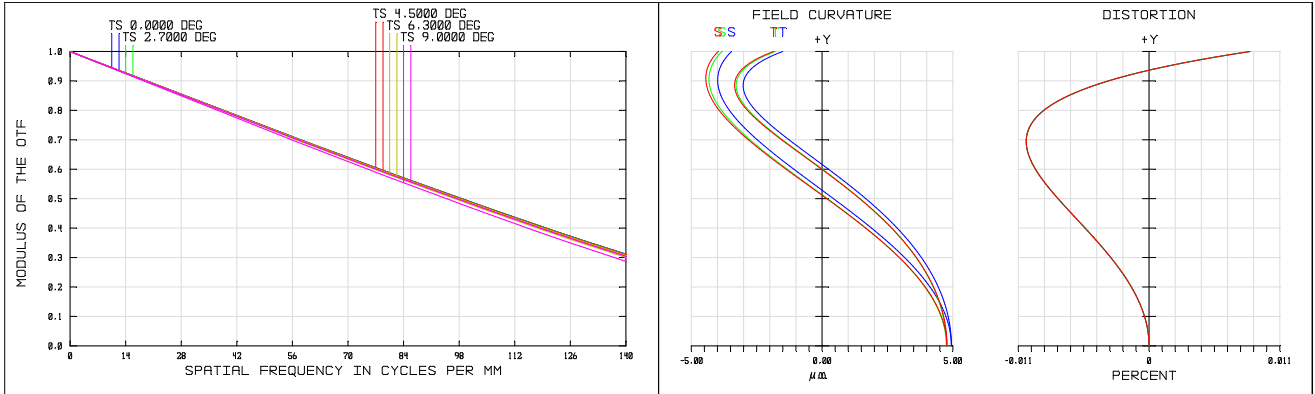 TS 0.0000 DEG
TS 2.7000 DEG
TS 4.5000 DEG
TS 6.3000 DEG
TS 9.0000 DEG
MODULUS OF THE OTF
1.0
0.9
0.8
0.7
0.6
0.5
0.4
0.3
0.2
0.1
0.0
0 14 28 42 56 70 84 98 112 126 140
SPATIAL FREQUENCY IN CYCLES PER MM
FIELD CURVATURE
SSS TTT
+Y
-5.00 0.00 5.00
µm
DISTORTION
+Y
-0.011 0 0.011
PERCENT